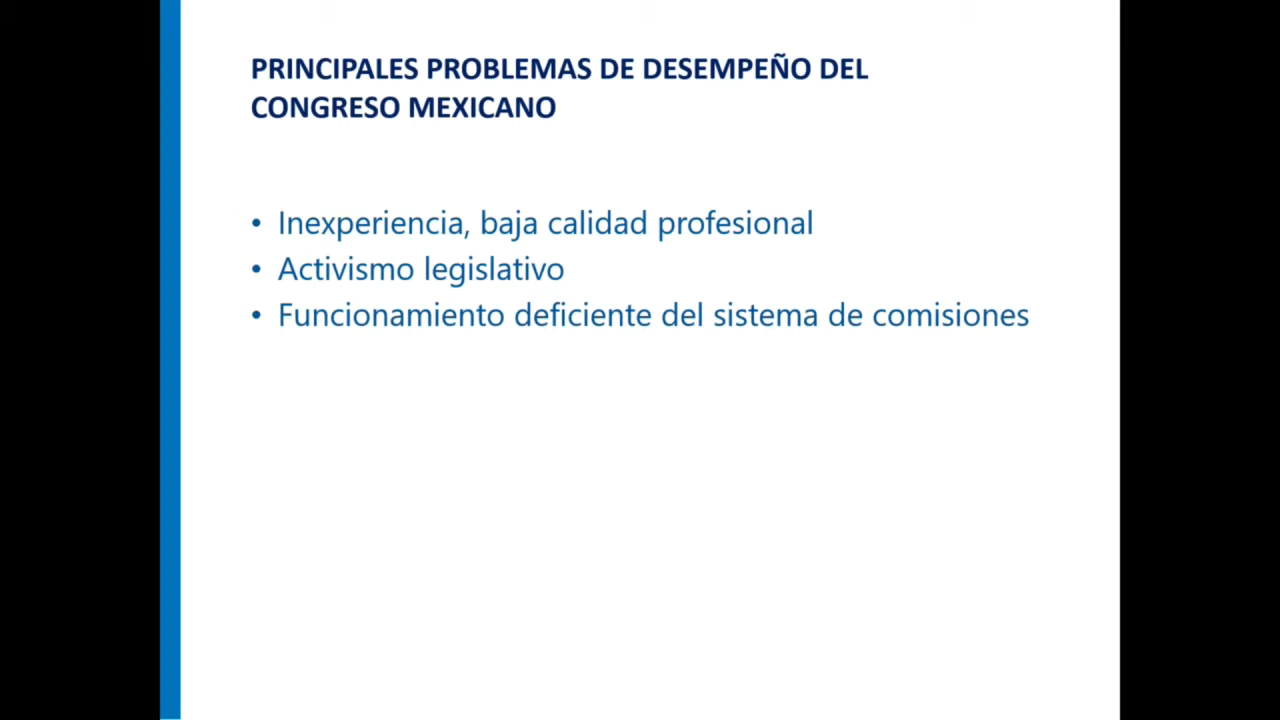 PRINCIPALES PROBLEMAS DE DESEMPEÑO DEL
CONGRESO MEXICANO
• Inexperiencia, baja calidad profesional
• Activismo legislativo
• Funcionamiento deficiente del sistema de comisiones